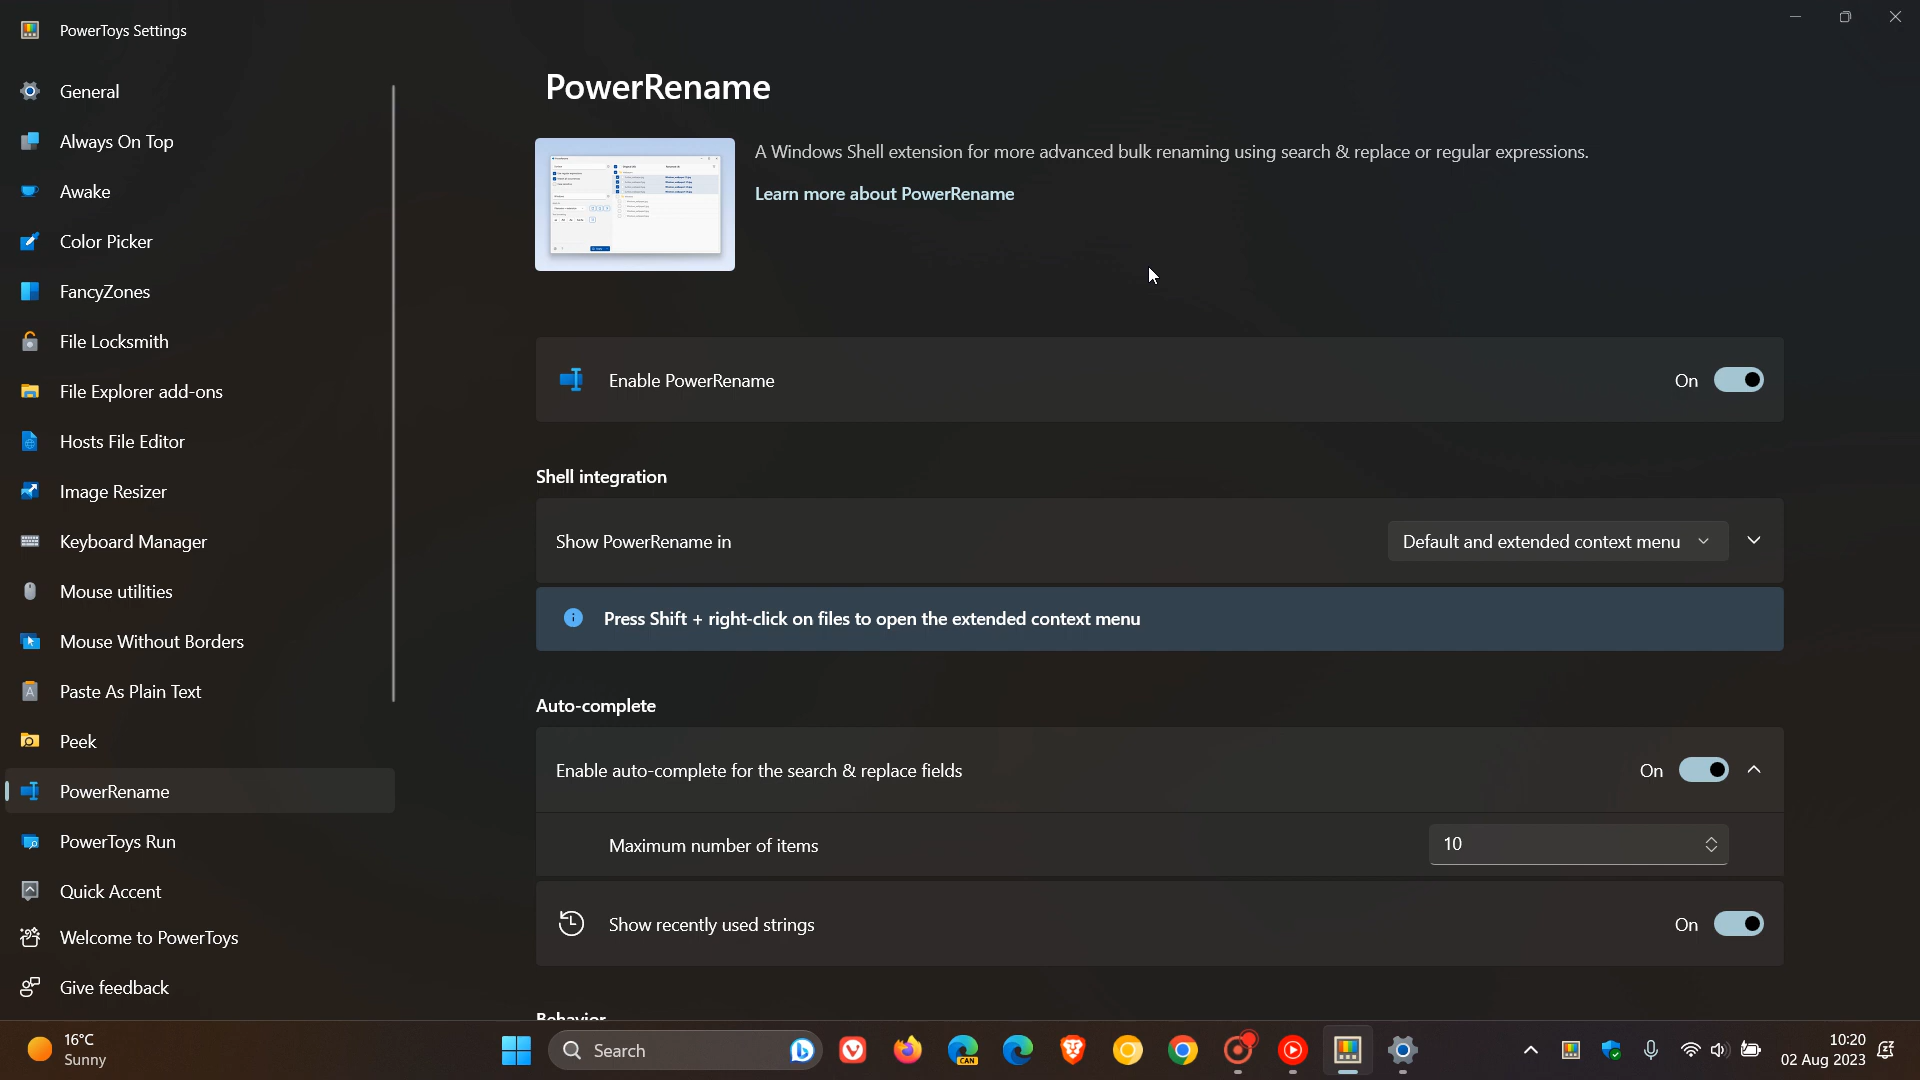 PowerToys Settings
General
Always On Top
Awake
Color Picker
FancyZones
File Locksmith
File Explorer add-ons
Hosts File Editor
Image Resizer
Keyboard Manager
Mouse utilities
Mouse Without Borders
Paste As Plain Text
Peek
PowerRename
PowerToys Run
Quick Accent
Welcome to PowerToys
Give feedback
PowerRename
A Windows Shell extension for more advanced bulk renaming using search & replace or regular expressions.
Learn more about PowerRename
Enable PowerRename On
Shell integration
Show PowerRename in Default and extended context menu
Press Shift + right-click on files to open the extended context menu
Auto-complete
Enable auto-complete for the search & replace fields On
Maximum number of items 10
Show recently used strings On
Behavior
16°C
Sunny
Search
CAN
10:20
02 Aug 2023